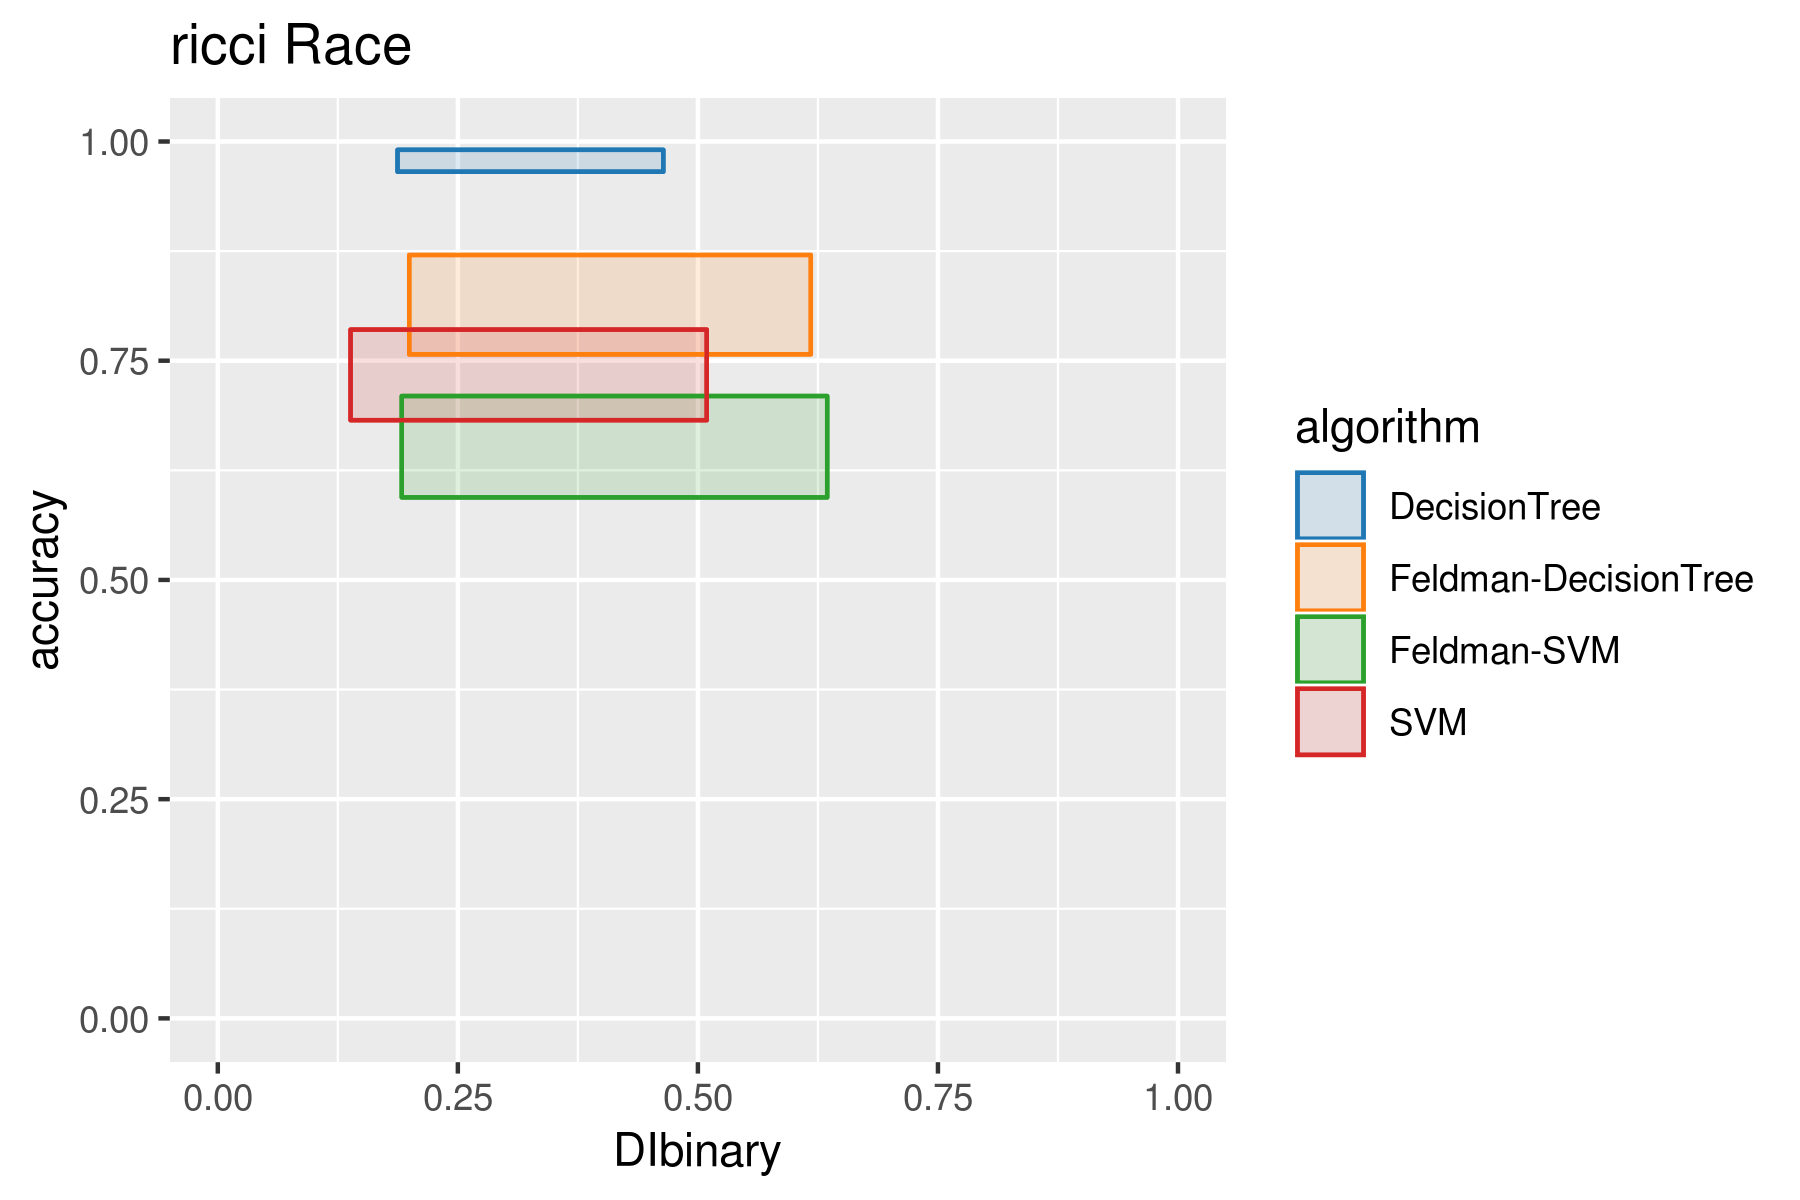 ricci Race
1.00
0.75
0.50
0.25
0.00
accuracy
0.00 0.25 0.50 0.75 1.00
DIbinary
algorithm
DecisionTree
Feldman-DecisionTree
Feldman-SVM
SVM